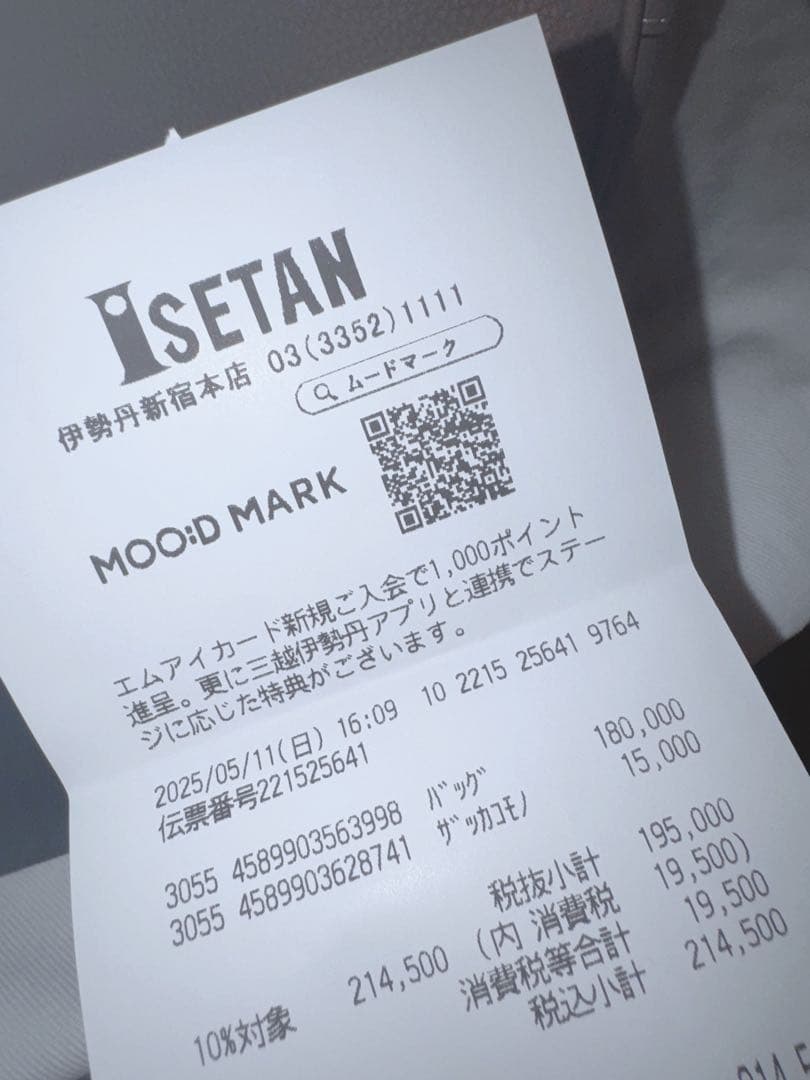 ISETAN
伊勢丹新宿本店 03(3352)1111
ムードマーク
MOO:D MARK
エムアイカード新規ご入会で1,000ポイント
進呈。更に三越伊勢丹アプリと連携でステー
ジに応じた特典がございます。
2025/05/11(日) 16:09 10 2215 25641 9764
伝票番号221525641
3055 4589903563998 ﾊﾞｯｸﾞ 180,000
3055 4589903628741 ｻﾞｯｶｺﾓﾉ 15,000
税抜小計 195,000
(内 消費税 19,500)
消費税等合計 19,500
10%対象 214,500 税込小計 214,500